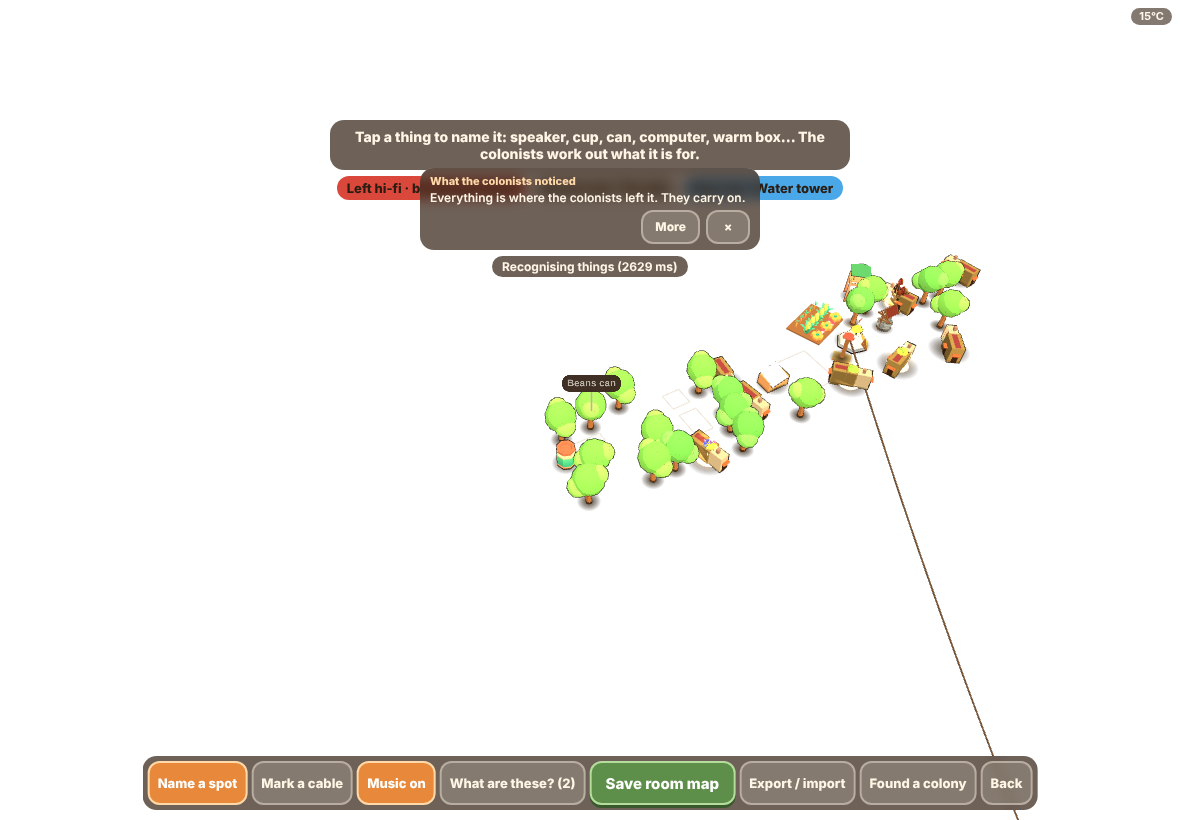 15°C
Tap a thing to name it: speaker, cup, can, computer, warm box... The
colonists work out what it is for.
Left hi-fi · b
Water tower
What the colonists noticed
Everything is where the colonists left it. They carry on.
More
×
Recognising things (2629 ms)
Beans can
Name a spot
Mark a cable
Music on
What are these? (2)
Save room map
Export / import
Found a colony
Back